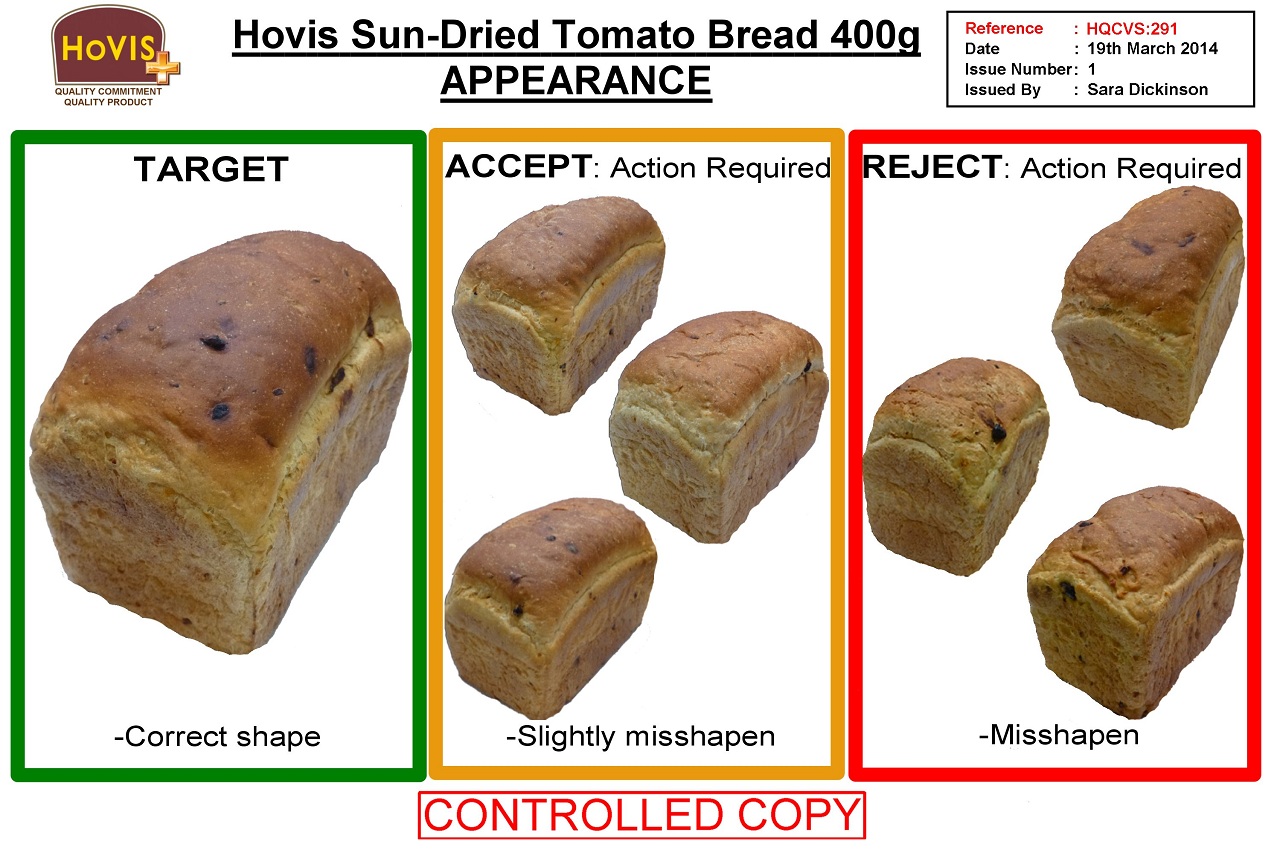 HOVIS
QUALITY COMMITMENT
QUALITY PRODUCT
Hovis Sun-Dried Tomato Bread 400g
APPEARANCE
Reference : HQCVS:291
Date : 19th March 2014
Issue Number : 1
Issued By : Sara Dickinson
TARGET
-Correct shape
ACCEPT: Action Required
-Slightly misshapen
REJECT: Action Required
-Misshapen
CONTROLLED COPY